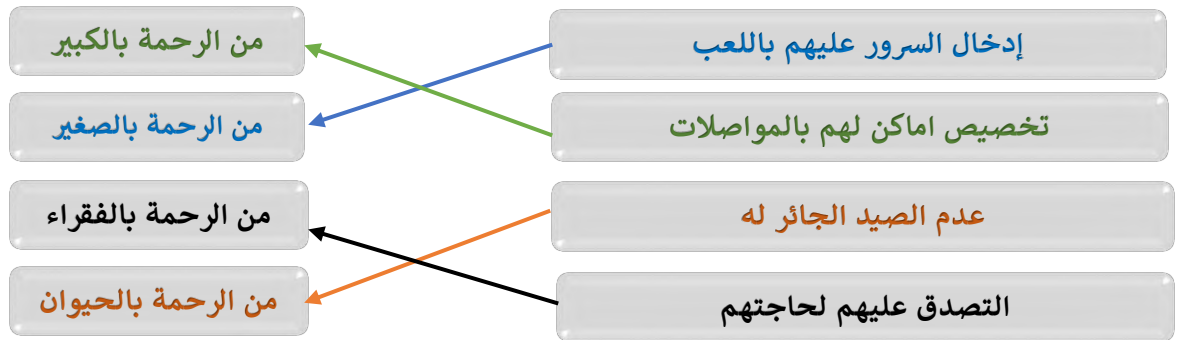 إدخال السرور عليهم باللعب
من الرحمة بالكبير
تخصيص اماكن لهم بالمواصلات
من الرحمة بالصغير
عدم الصيد الجائر له
من الرحمة بالفقراء
التصدق عليهم لحاجتهم
من الرحمة بالحيوان